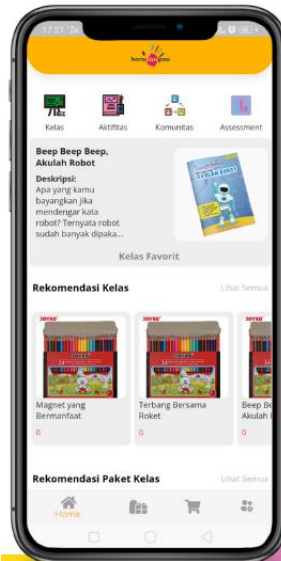 17.27
Kelas
Aktifitas
Komunitas
Assessment
Beep Beep Beep,
Akulah Robot
Deskripsi:
Apa yang kamu
bayangkan jika
mendengar kata
robot? Ternyata robot
sudah banyak dipaka...
AKULAH ROBOT
Kelas Favorit
Rekomendasi Kelas
Lihat Semua
JOYKO
JOYKO
Magnet yang
Bermanfaat
0
Terbang Bersama
Roket
0
Beep Be
Akulah
0
Rekomendasi Paket Kelas
Lihat Semua
Home